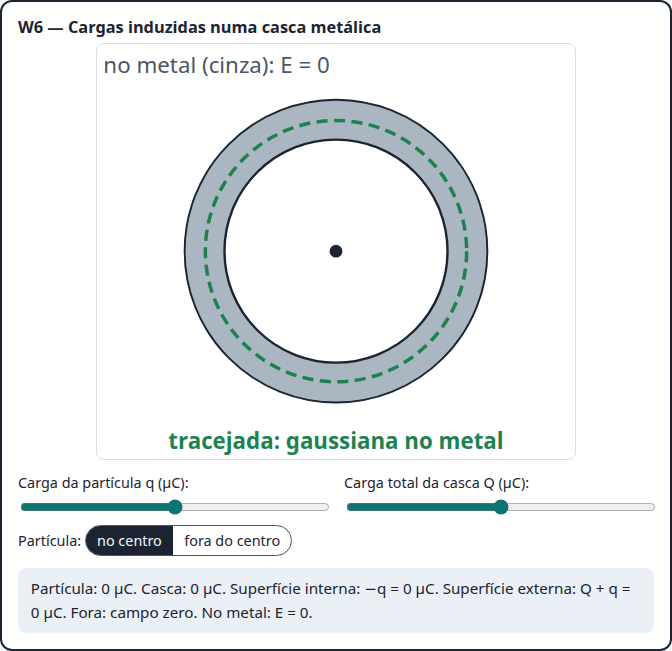 W6 — Cargas induzidas numa casca metálica
no metal (cinza): E = 0
tracejada: gaussiana no metal
Carga da partícula q (μC):
Carga total da casca Q (μC):
Partícula: no centro fora do centro
Partícula: 0 μC. Casca: 0 μC. Superfície interna: −q = 0 μC. Superfície externa: Q + q =
0 μC. Fora: campo zero. No metal: E = 0.